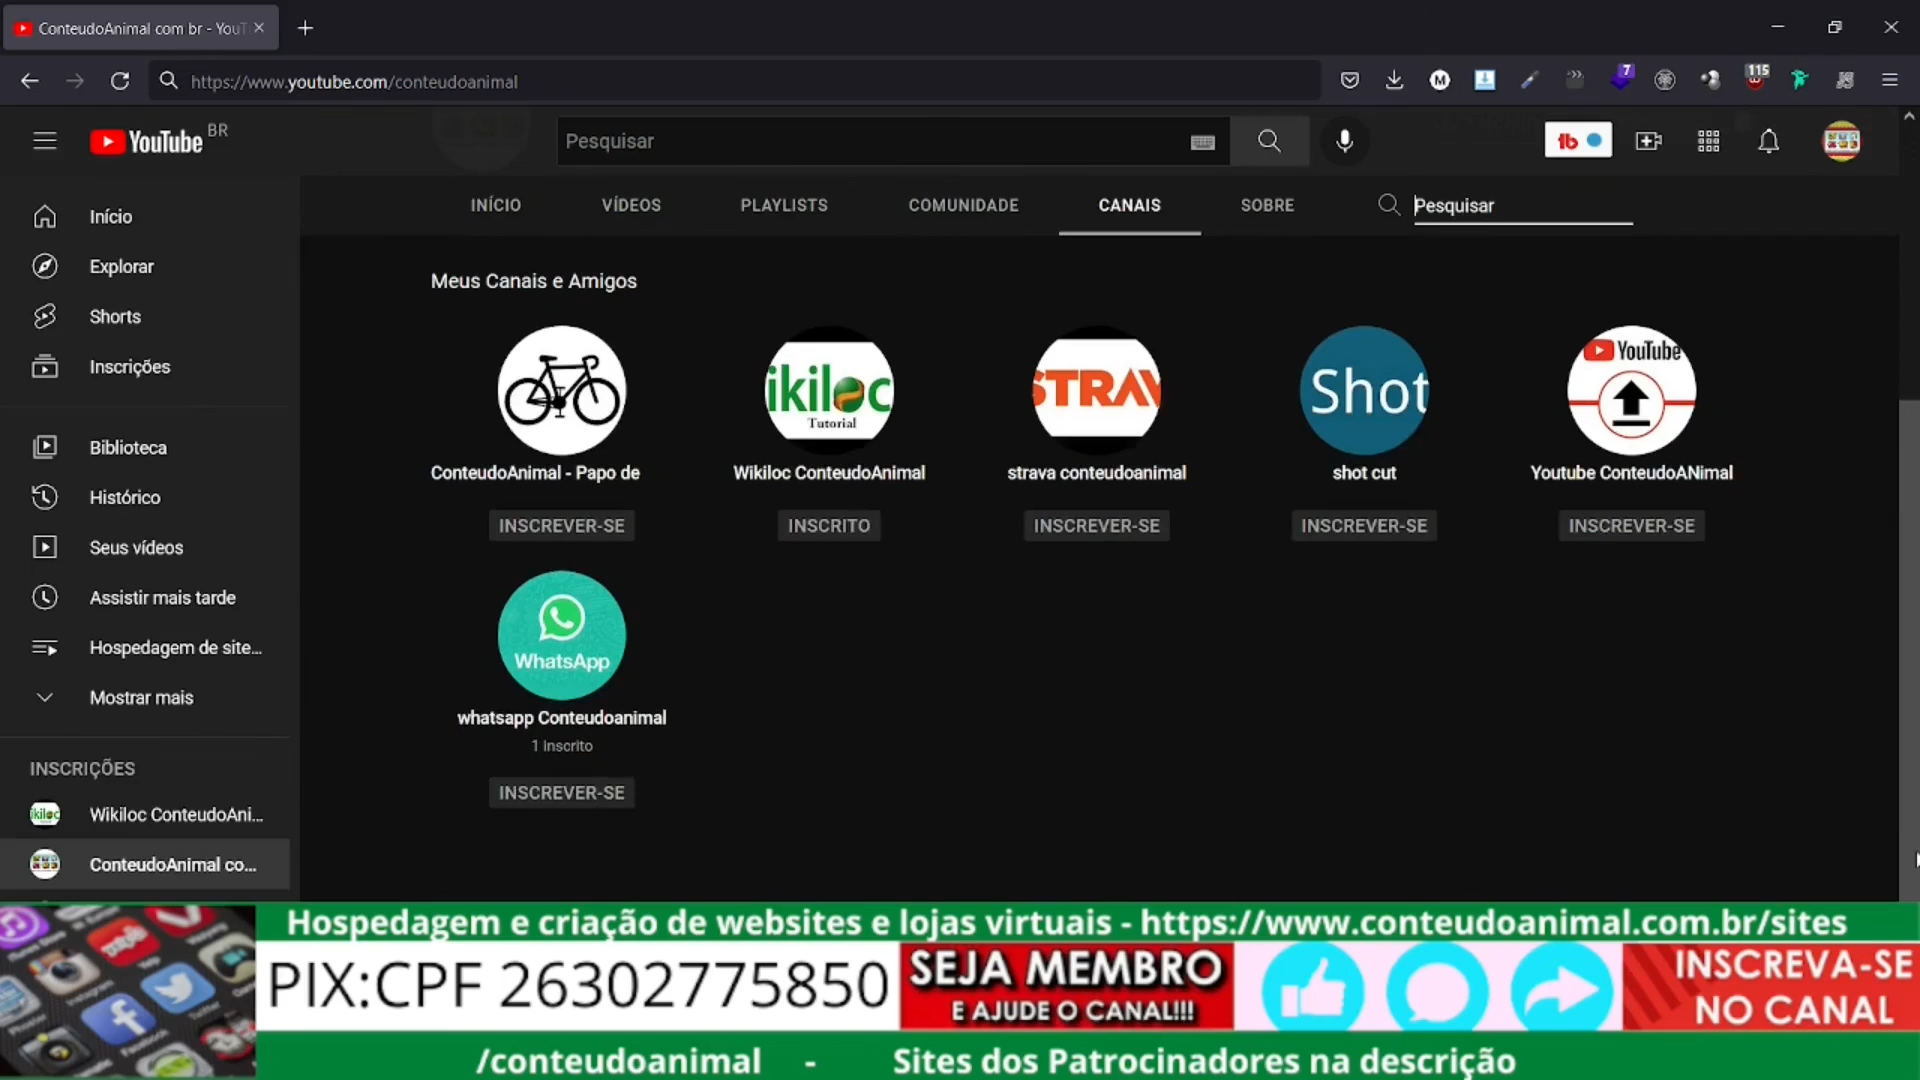 ConteudoAnimal com br - YouT
https://www.youtube.com/conteudoanimal
7
115
YouTube BR
Pesquisar
INÍCIO VÍDEOS PLAYLISTS COMUNIDADE CANAIS SOBRE Pesquisar
Início
Explorar
Shorts
Inscrições
Biblioteca
Histórico
Seus vídeos
Assistir mais tarde
Hospedagem de site...
Mostrar mais
INSCRIÇÕES
Wikiloc ConteudoAni...
ConteudoAnimal co...
Meus Canais e Amigos
ikiloc
Tutorial
STRAV
Shot
YouTube
ConteudoAnimal - Papo de
Wikiloc ConteudoAnimal
strava conteudoanimal
shot cut
Youtube ConteudoANimal
INSCREVER-SE INSCRITO INSCREVER-SE INSCREVER-SE INSCREVER-SE
WhatsApp
whatsapp Conteudoanimal
1 inscrito
INSCREVER-SE
Hospedagem e criação de websites e lojas virtuais - https://www.conteudoanimal.com.br/sites
PIX:CPF 26302775850
SEJA MEMBRO
E AJUDE O CANAL!!!
INSCREVA-SE
NO CANAL
/conteudoanimal - Sites dos Patrocinadores na descrição